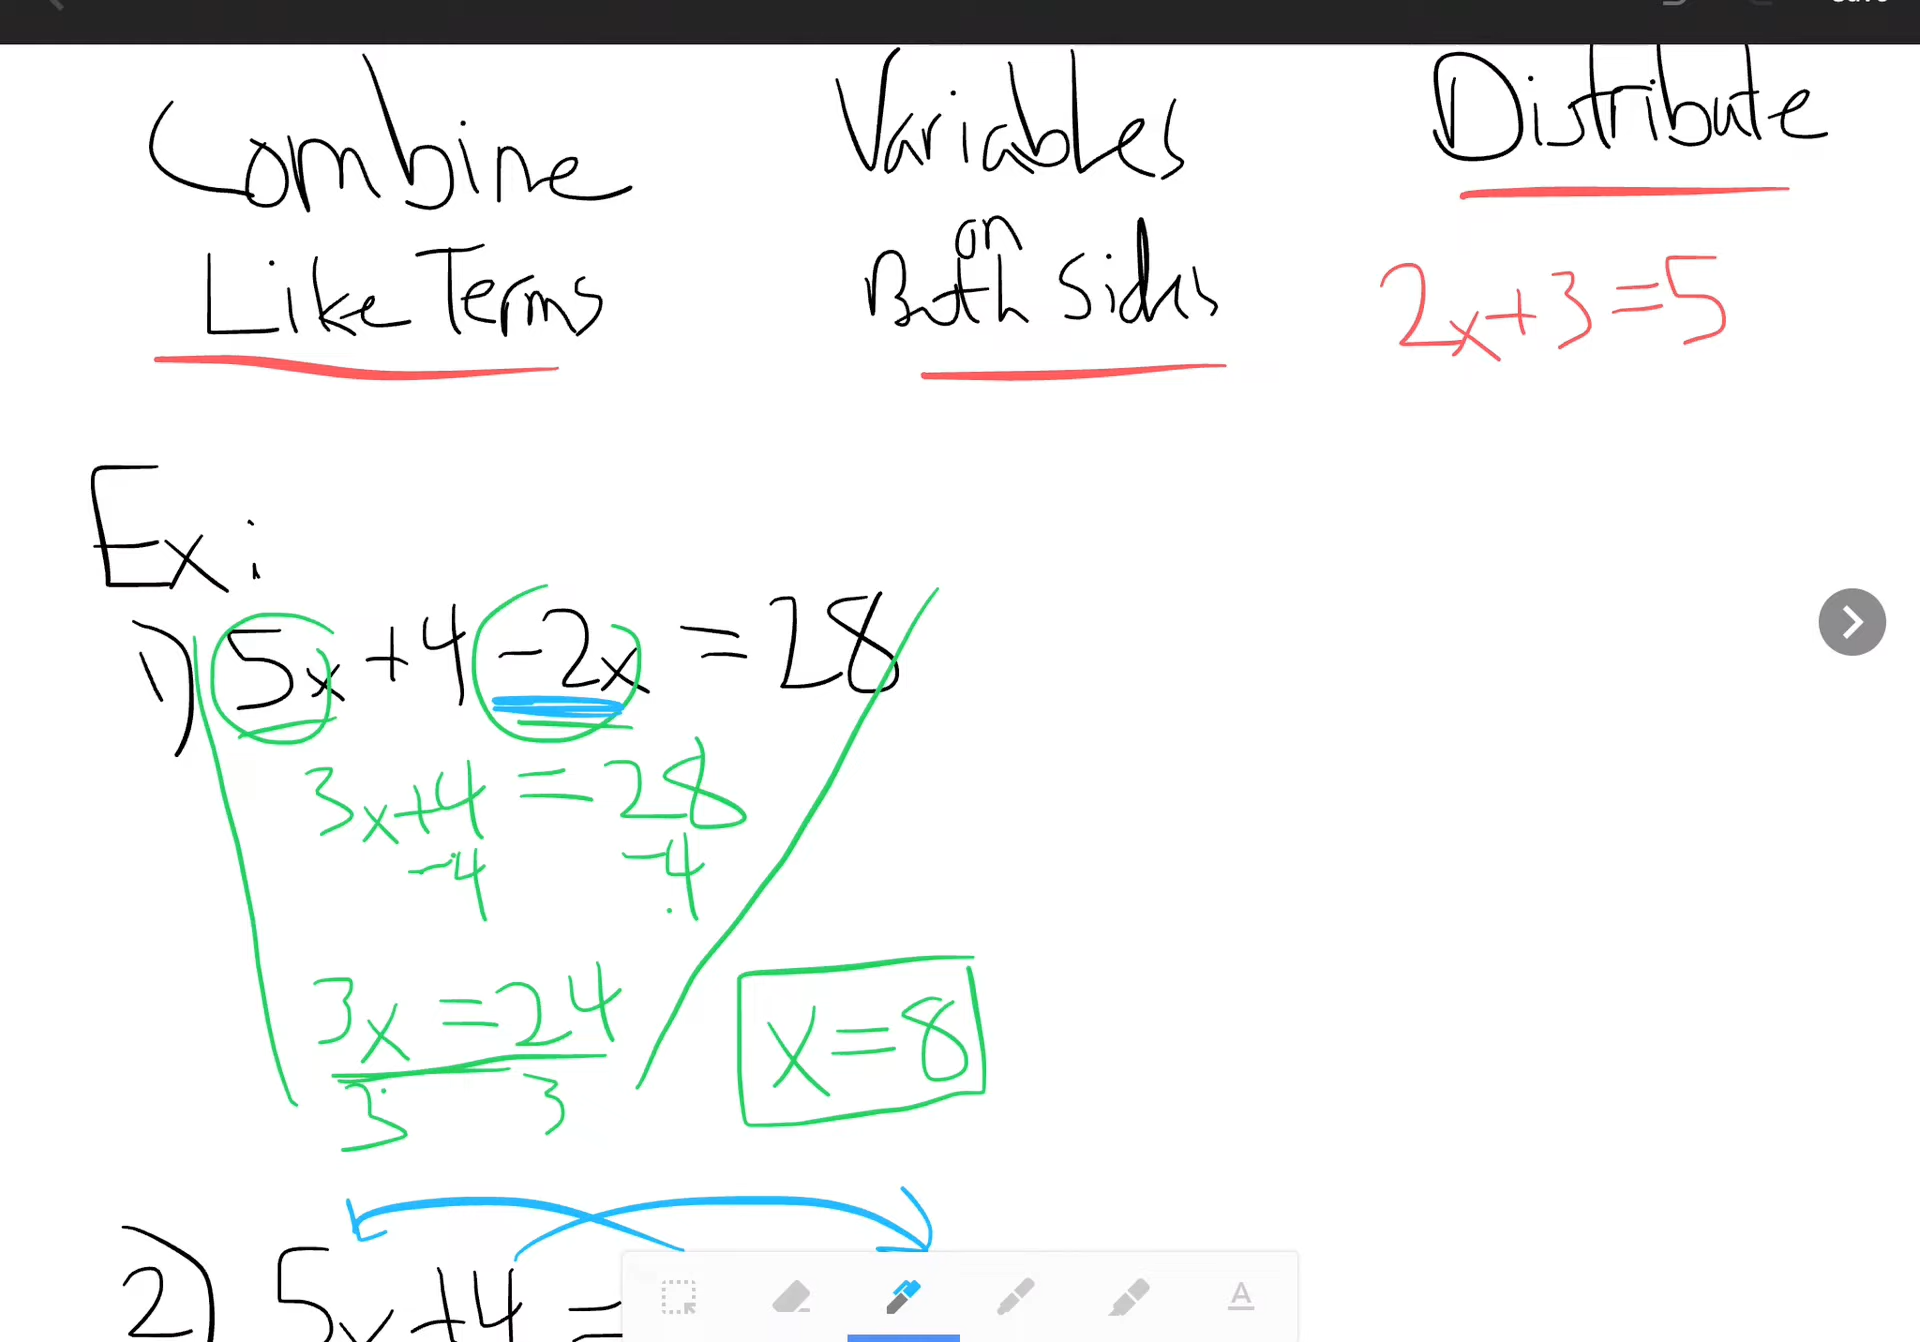 Combine
Like Terms
Variables
on
Both Sides
Distribute
2x+3=5
Ex:
1) 5x +4 -2x = 28
3x+4 = 28
-4 -4
3x = 24
3 3
x=8
2) 5x+4 =
A